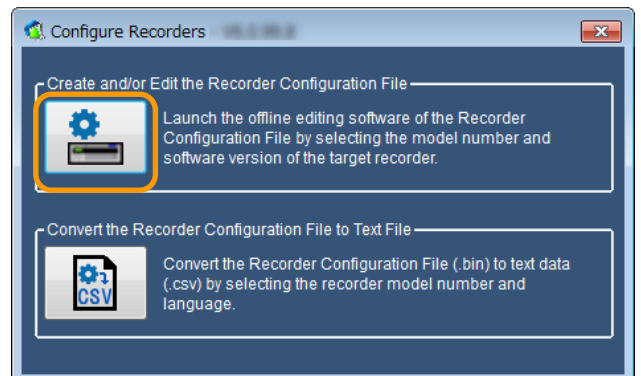 Configure Recorders
Create and/or Edit the Recorder Configuration File
Launch the offline editing software of the Recorder
Configuration File by selecting the model number and
software version of the target recorder.
Convert the Recorder Configuration File to Text File
Convert the Recorder Configuration File (.bin) to text data
(.csv) by selecting the recorder model number and
language.
CSV